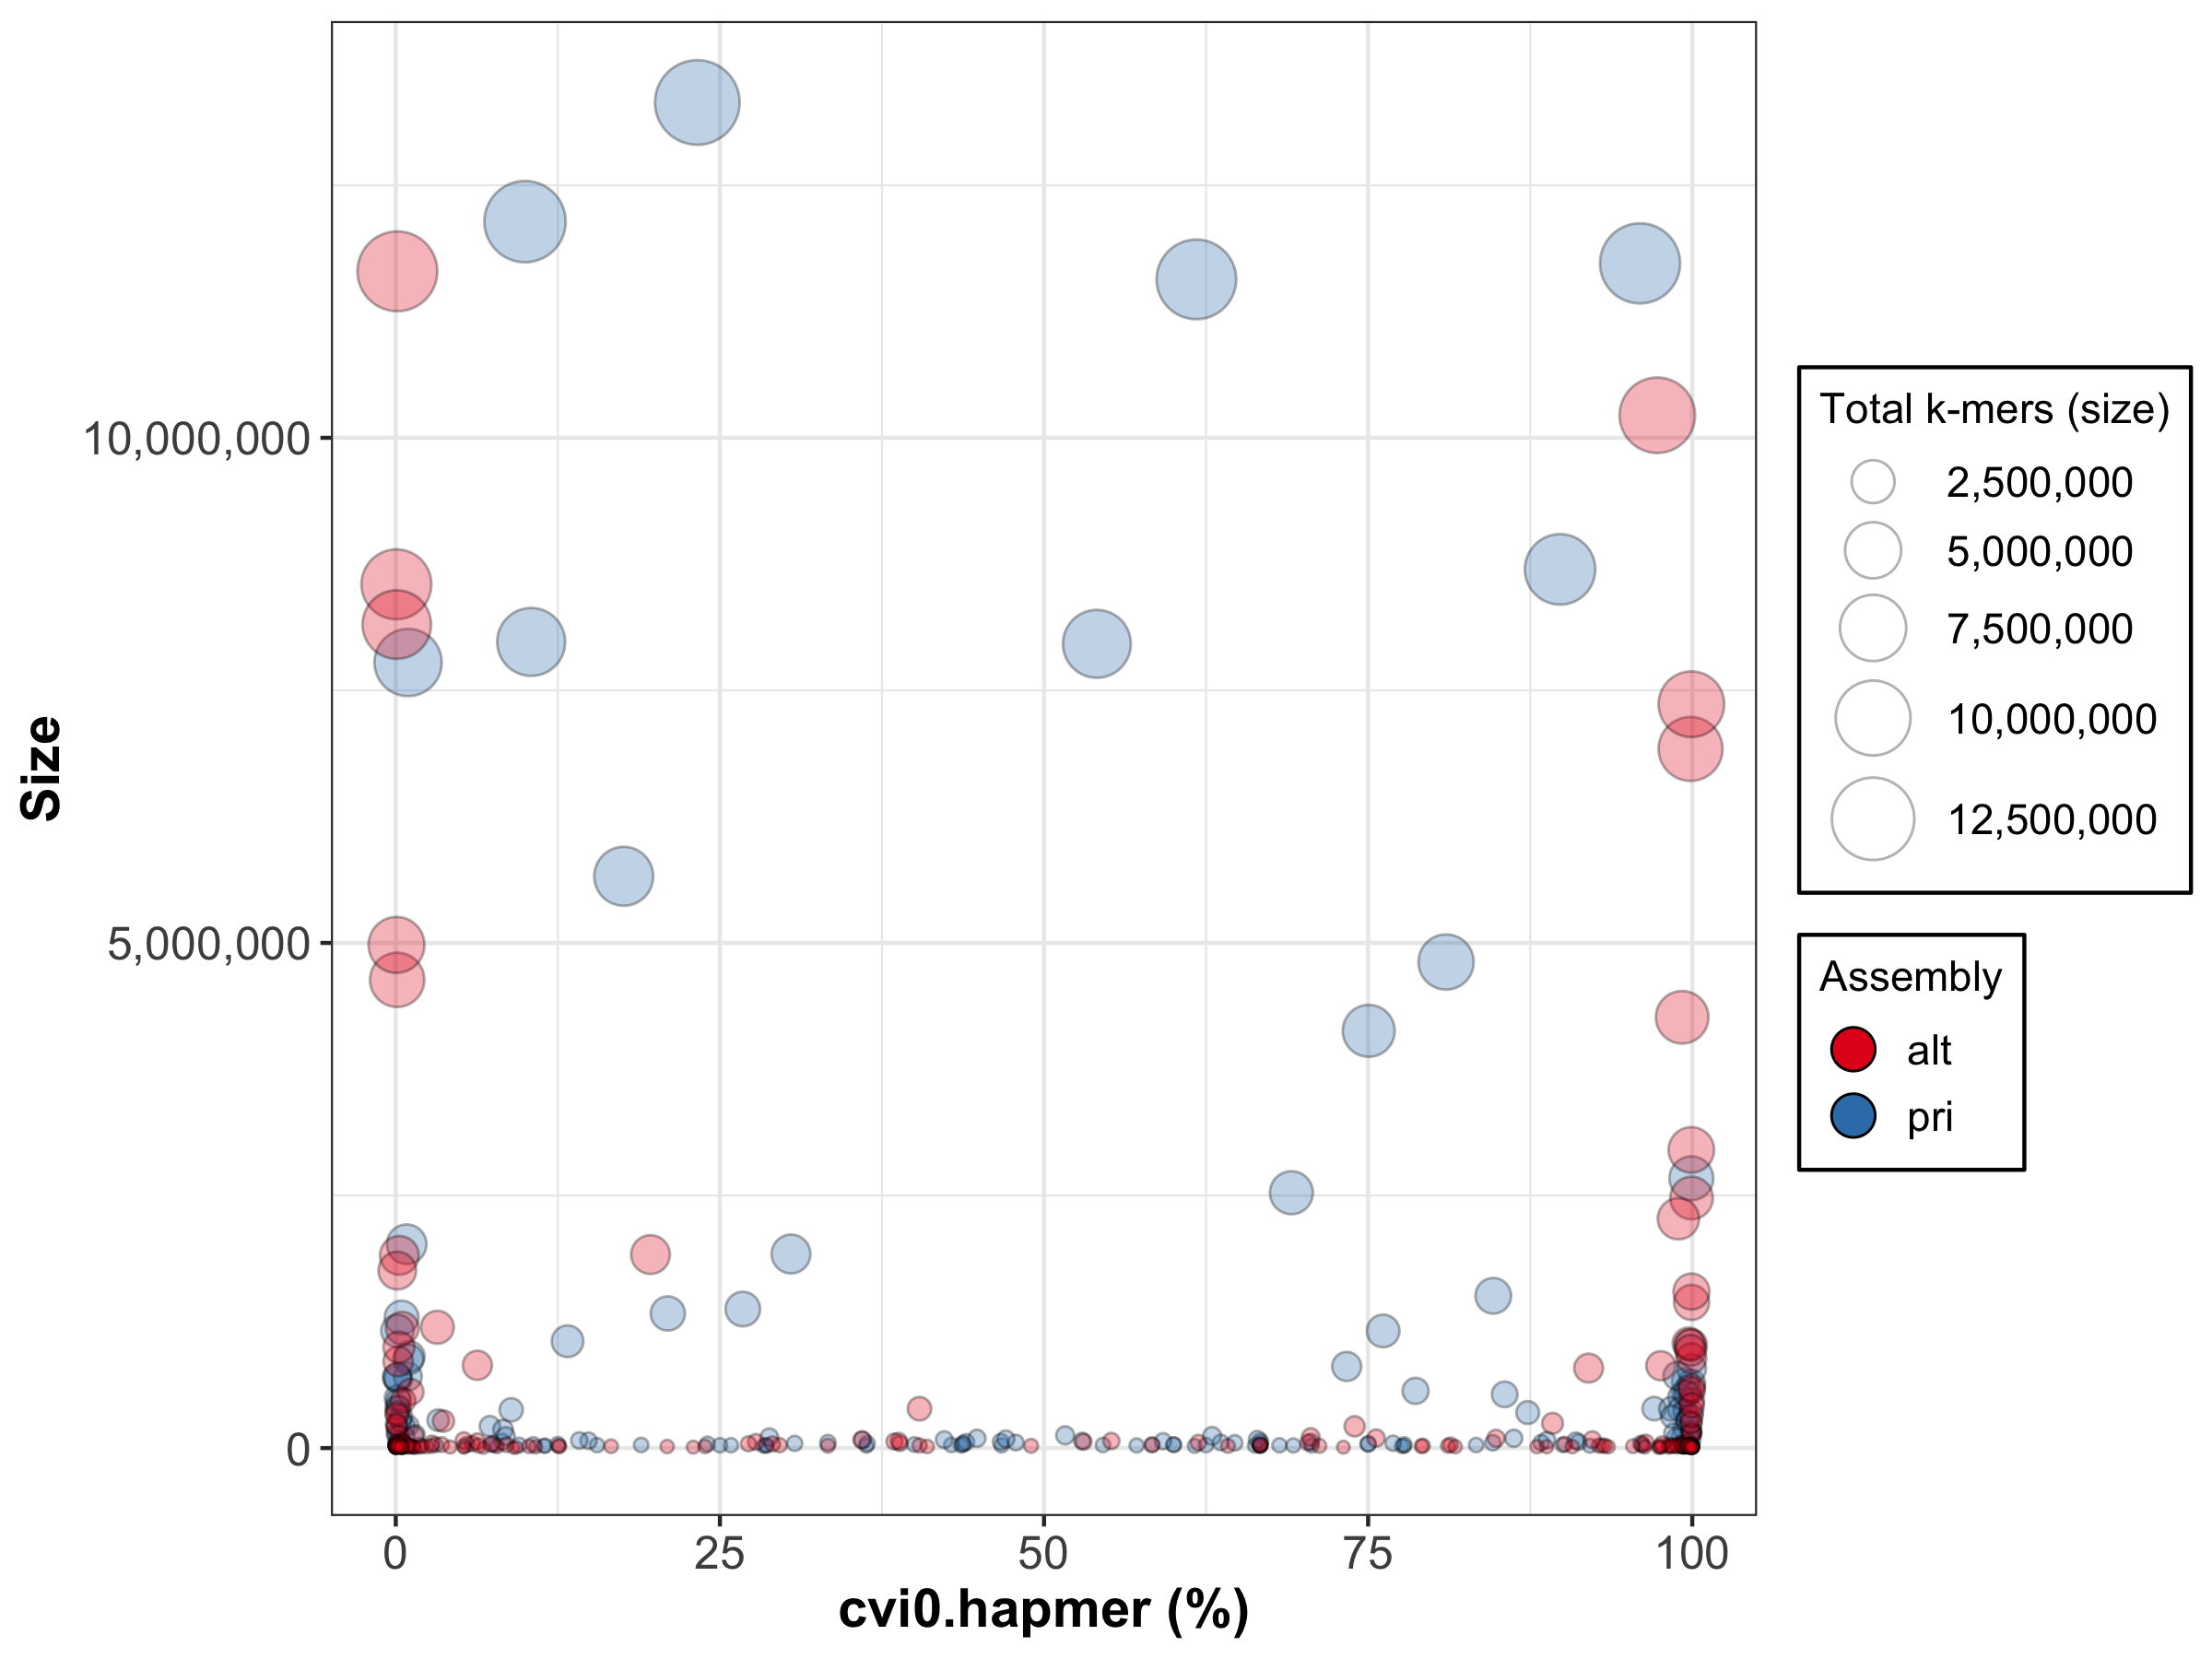 Size
10,000,000
5,000,000
0
0
25
50
75
100
cvi0.hapmer (%)
Total k-mers (size)
2,500,000
5,000,000
7,500,000
10,000,000
12,500,000
Assembly
alt
pri